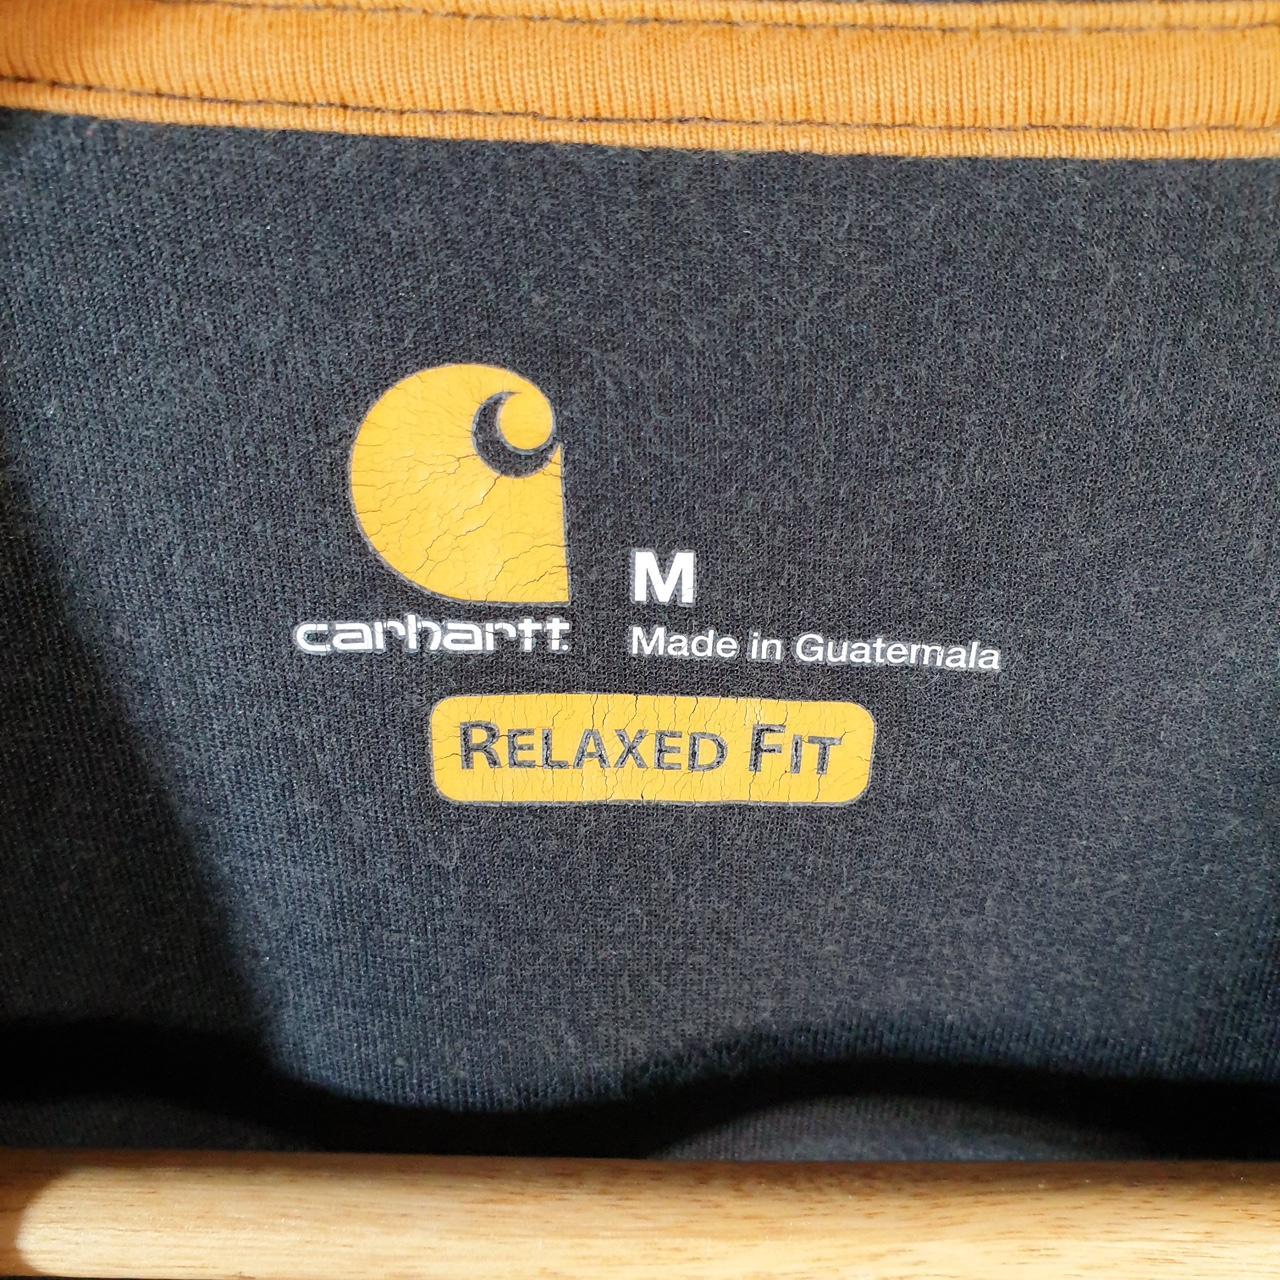 M
carhartt.
Made in Guatemala
RELAXED FIT